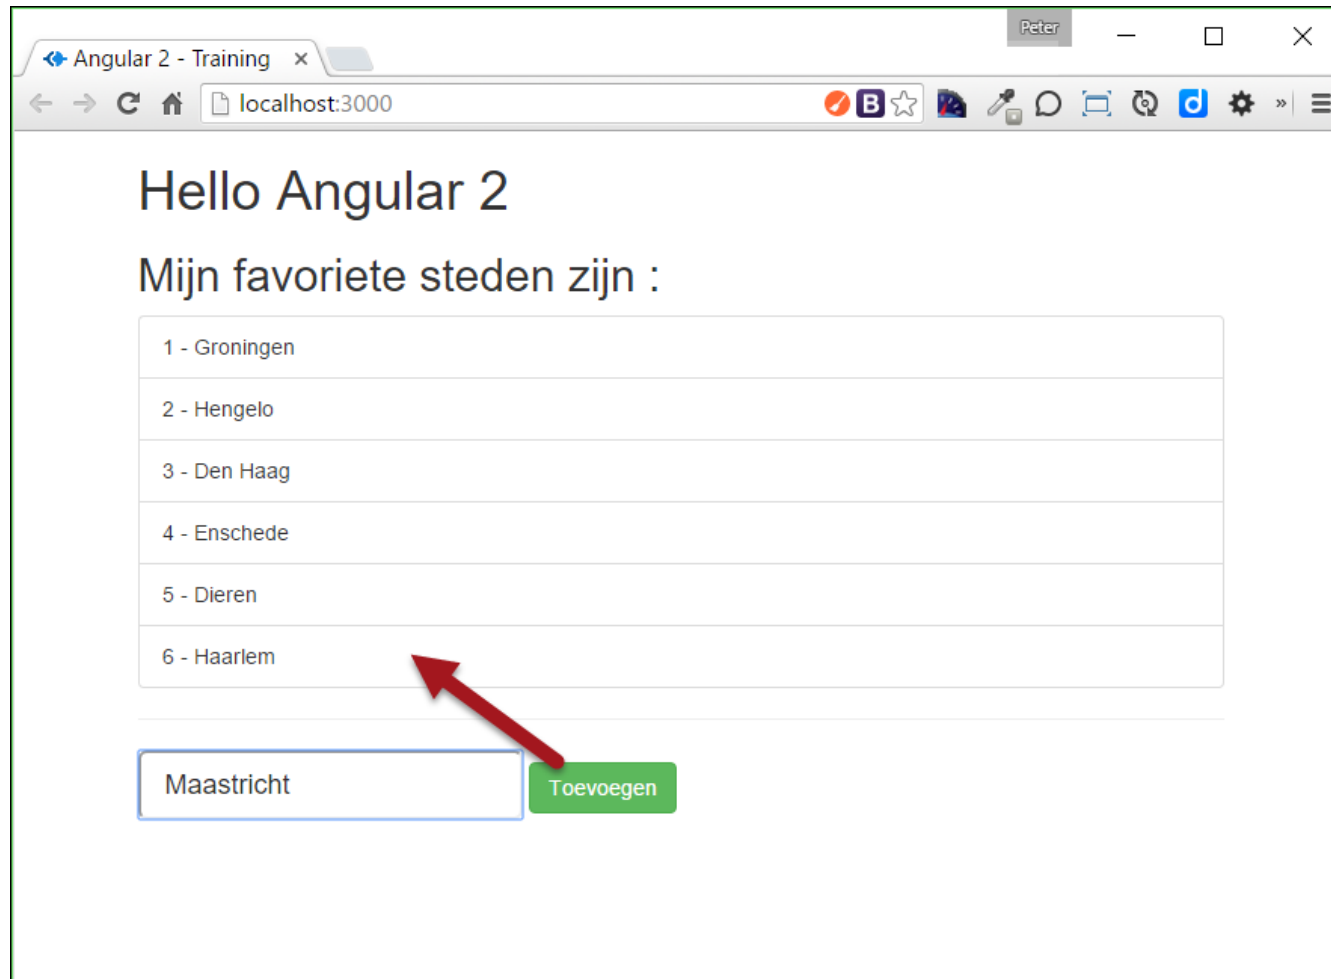 Peter
Angular 2 - Training
localhost:3000
Hello Angular 2
Mijn favoriete steden zijn :
1 - Groningen
2 - Hengelo
3 - Den Haag
4 - Enschede
5 - Dieren
6 - Haarlem
Maastricht
Toevoegen